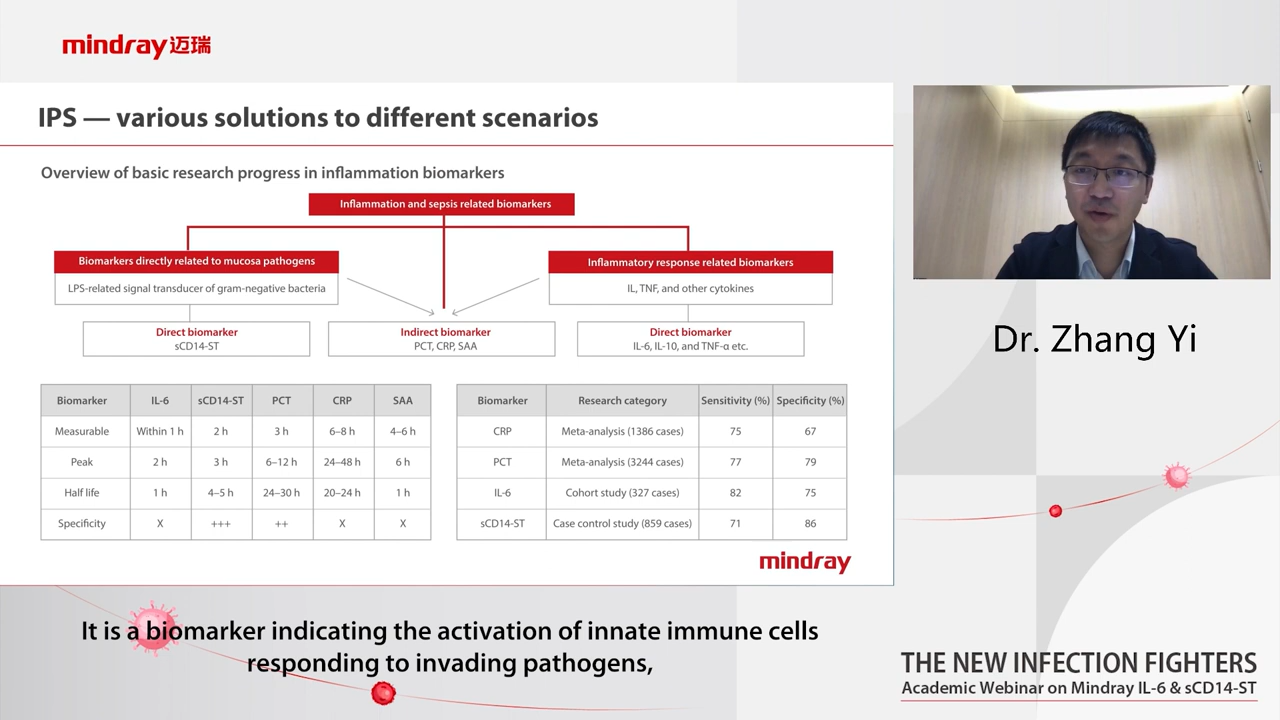 mindray迈瑞
IPS — various solutions to different scenarios
Overview of basic research progress in inflammation biomarkers
Inflammation and sepsis related biomarkers
Biomarkers directly related to mucosa pathogens
LPS-related signal transducer of gram-negative bacteria
Inflammatory response related biomarkers
IL, TNF, and other cytokines
Direct biomarker
sCD14-ST
Indirect biomarker
PCT, CRP, SAA
Direct biomarker
IL-6, IL-10, and TNF-α etc.
Biomarker IL-6 sCD14-ST PCT CRP SAA
Measurable Within 1 h 2 h 3 h 6–8 h 4–6 h
Peak 2 h 3 h 6–12 h 24–48 h 6 h
Half life 1 h 4–5 h 24–30 h 20–24 h 1 h
Specificity X +++ ++ X X
Biomarker Research category Sensitivity (%) Specificity (%)
CRP Meta-analysis (1386 cases) 75 67
PCT Meta-analysis (3244 cases) 77 79
IL-6 Cohort study (327 cases) 82 75
sCD14-ST Case control study (859 cases) 71 86
mindray
Dr. Zhang Yi
It is a biomarker indicating the activation of innate immune cells
responding to invading pathogens,
THE NEW INFECTION FIGHTERS
Academic Webinar on Mindray IL-6 & sCD14-ST